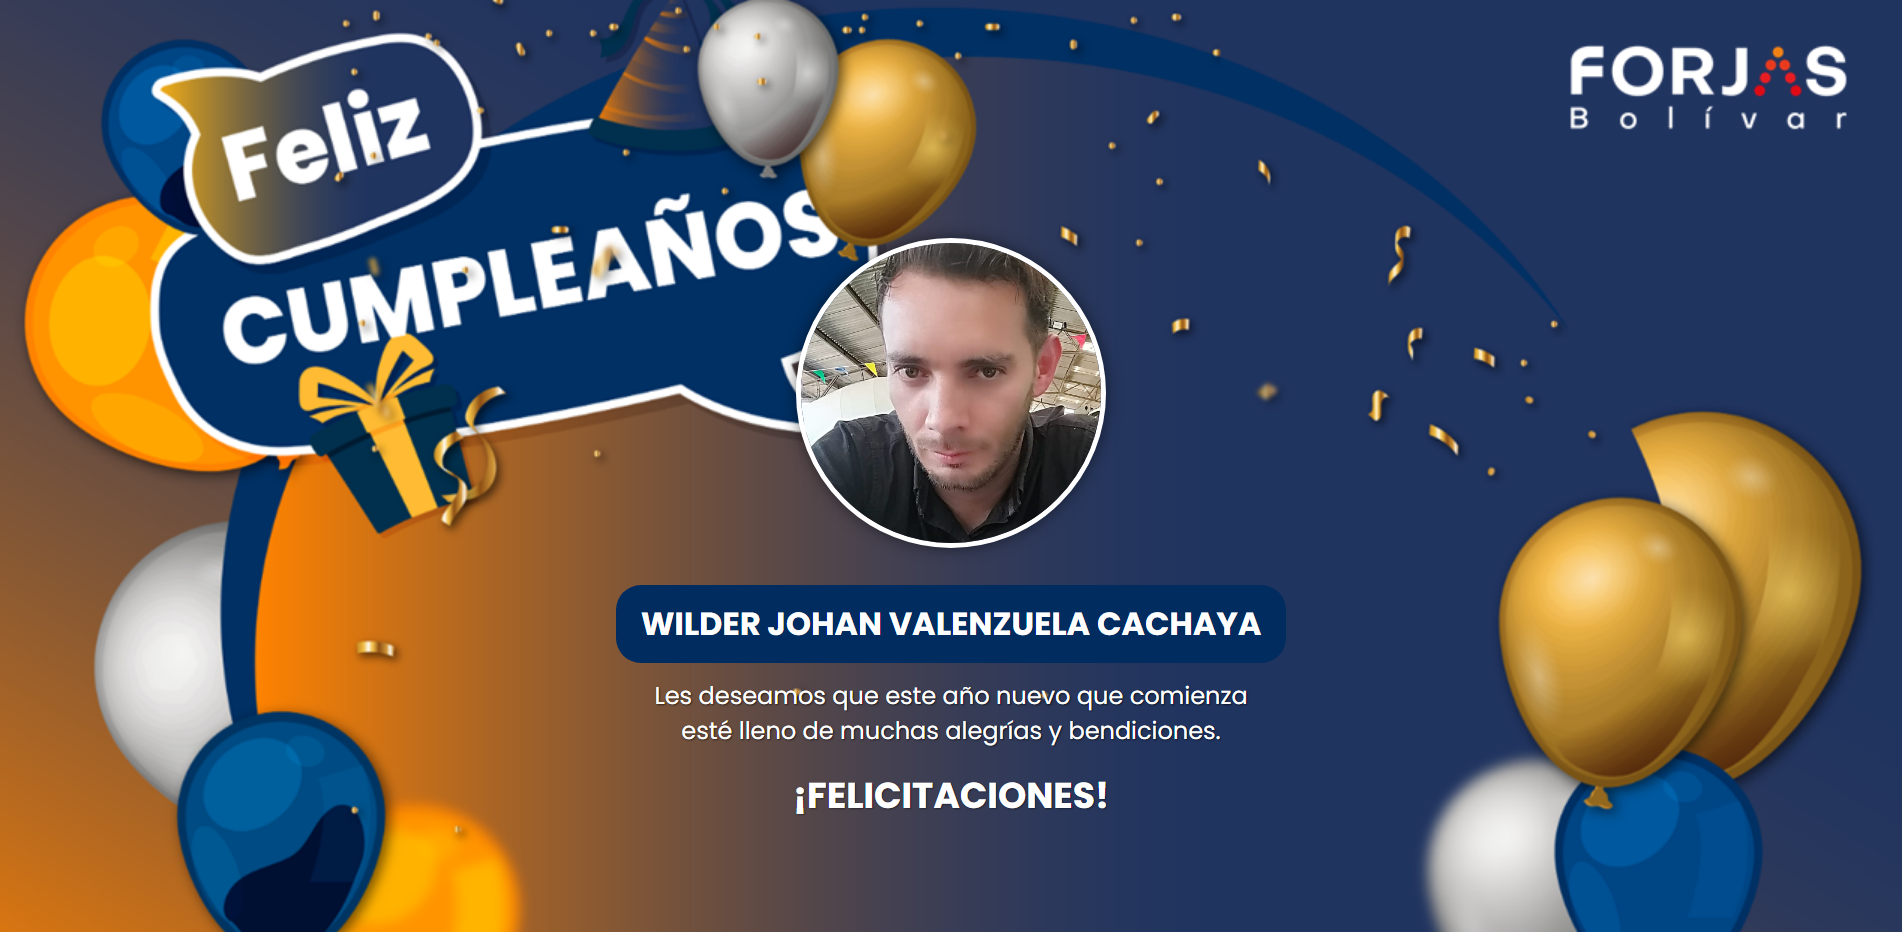 Feliz
CUMPLEAÑOS
FORJAS
Bolívar
WILDER JOHAN VALENZUELA CACHAYA
Les deseamos que este año nuevo que comienza
esté lleno de muchas alegrías y bendiciones.
¡FELICITACIONES!